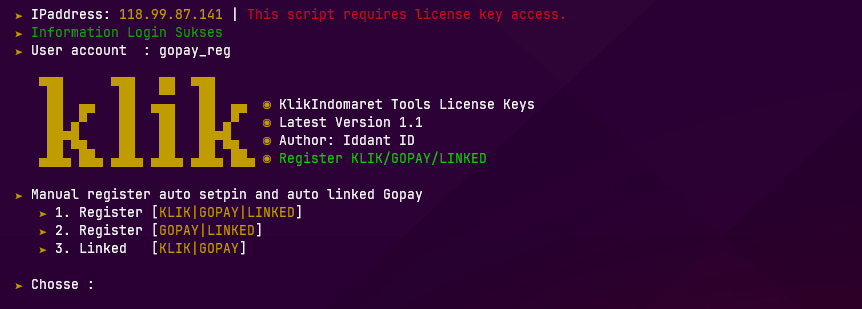 ➤ IPaddress: 118.99.87.141 | This script requires license key access.
➤ Information Login Sukses
➤ User account  : gopay_reg
klik
◉ KlikIndomaret Tools License Keys
◉ Latest Version 1.1
◉ Author: Iddant ID
◉ Register KLIK/GOPAY/LINKED
➤ Manual register auto setpin and auto linked Gopay
➤ 1. Register [KLIK|GOPAY|LINKED]
➤ 2. Register [GOPAY|LINKED]
➤ 3. Linked   [KLIK|GOPAY]
➤ Chosse :